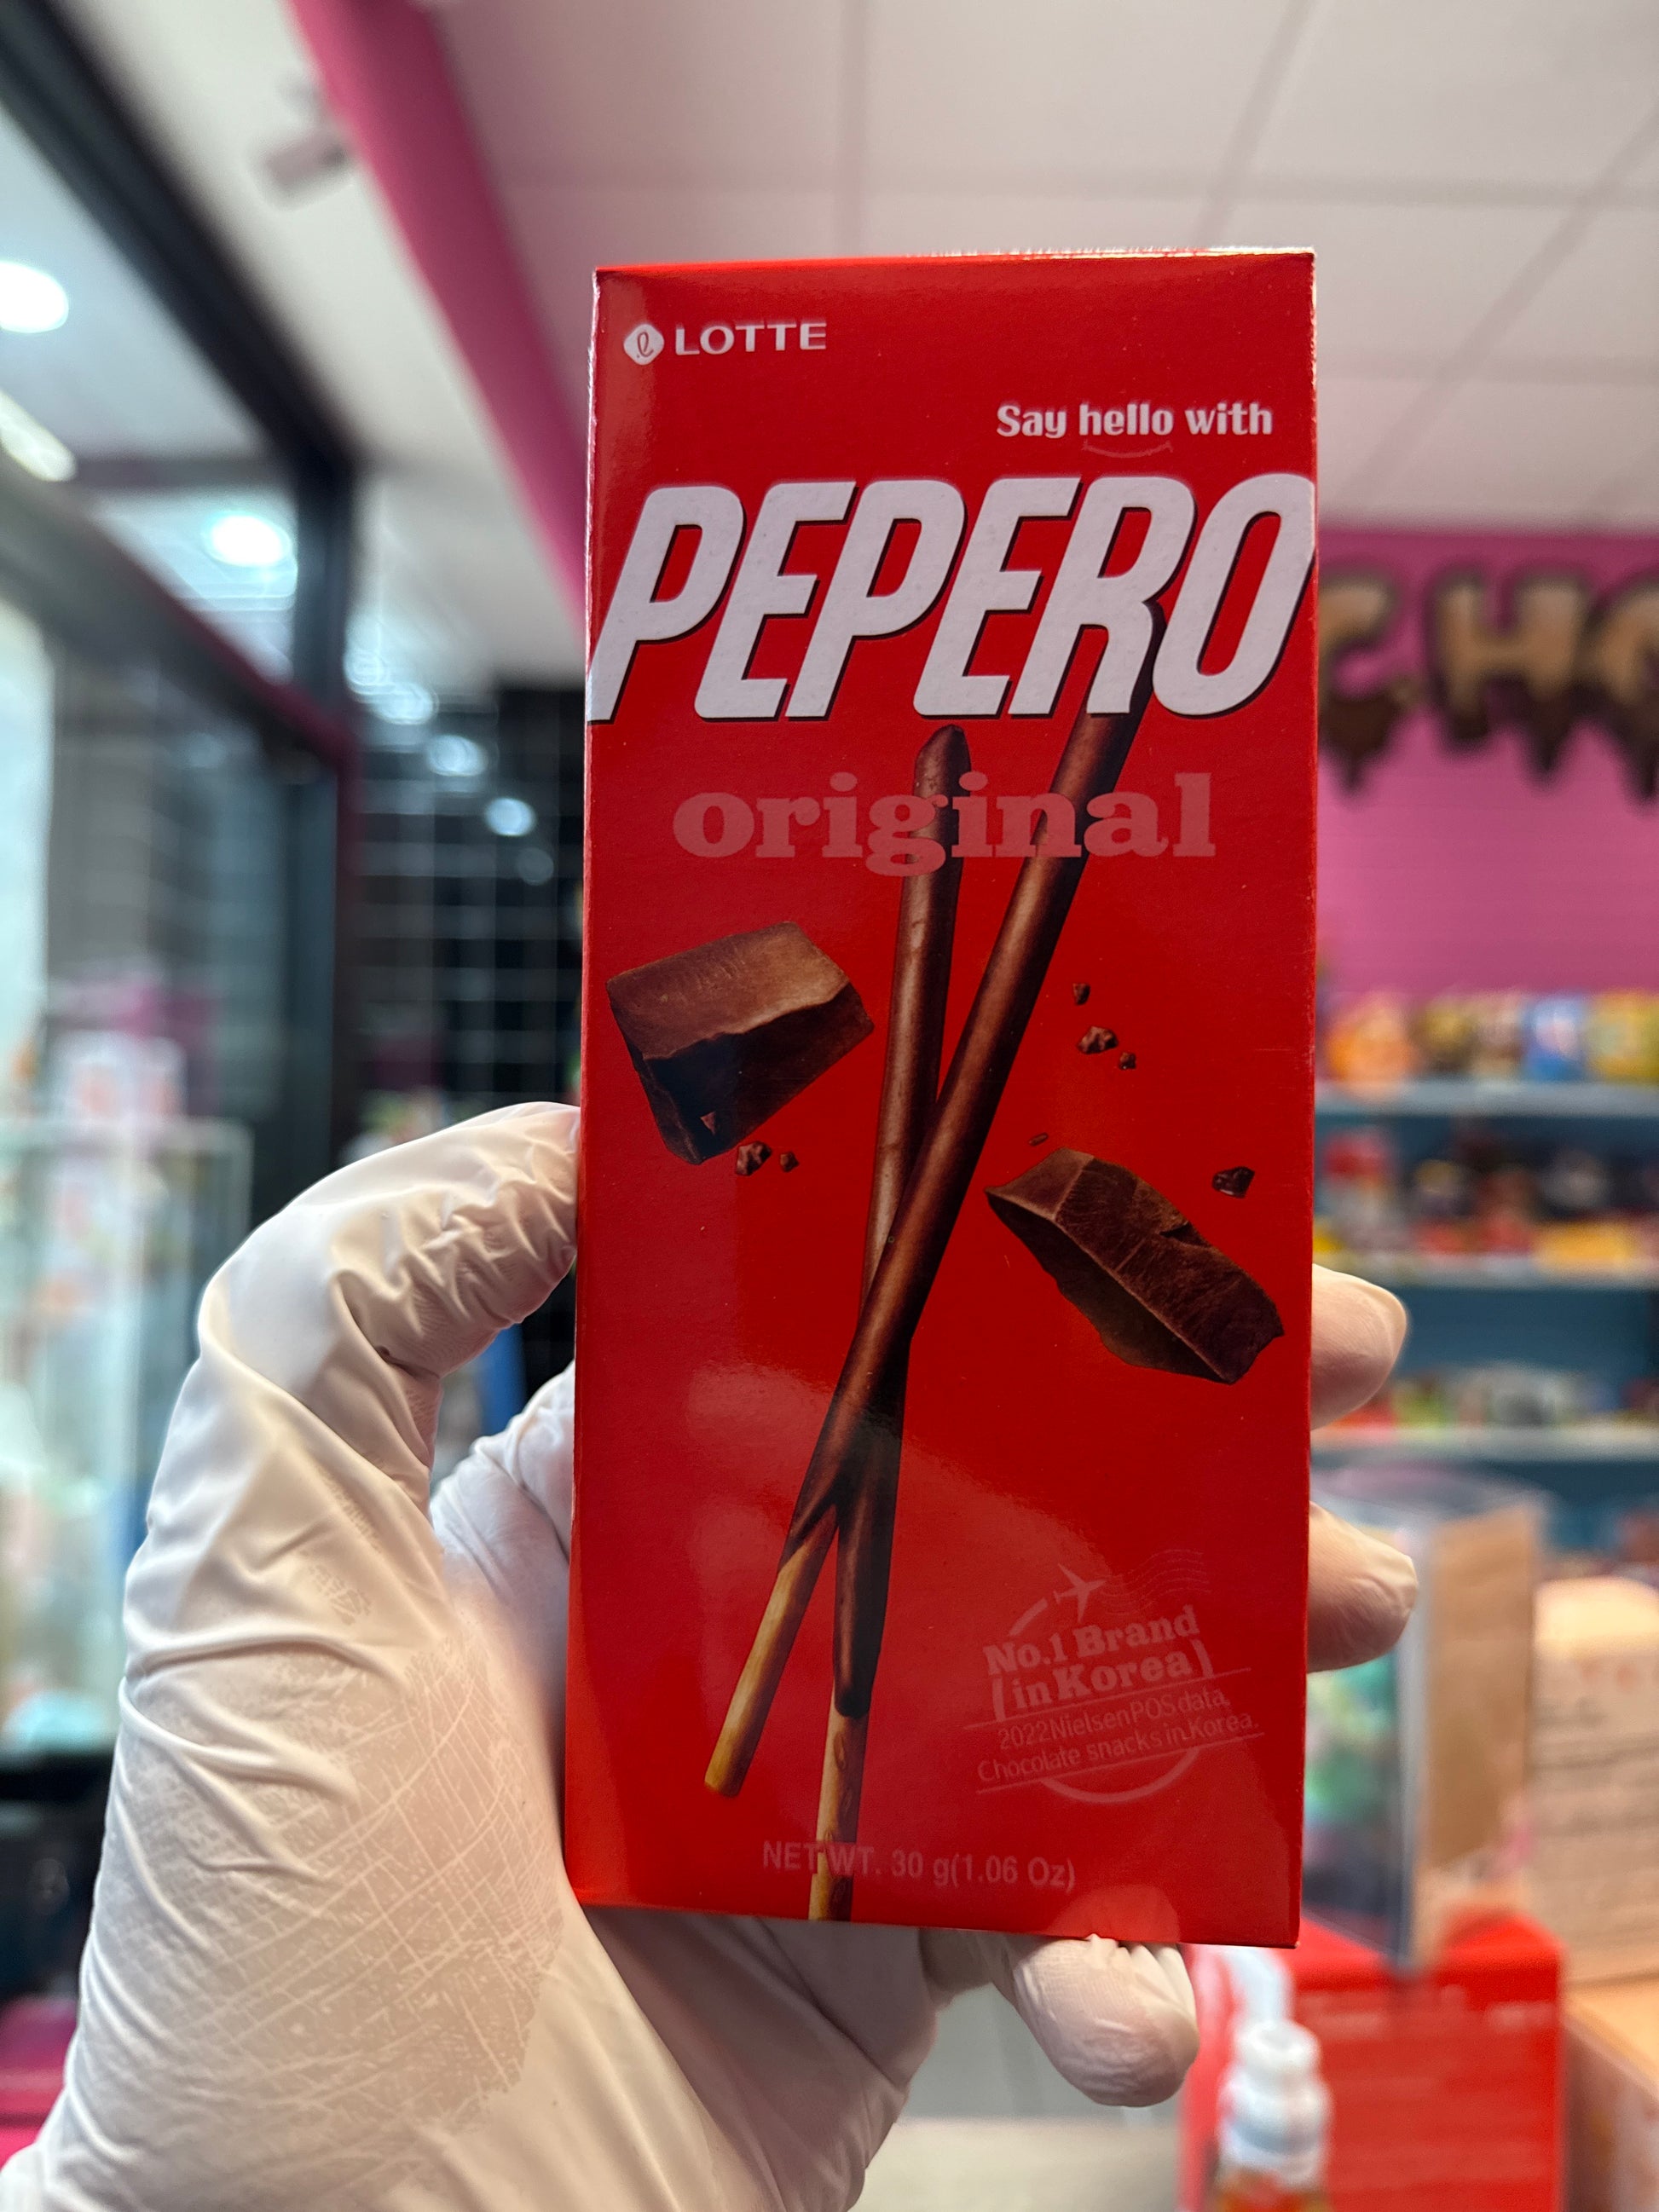 LOTTE
Say hello with
PEPERO
original
No.1 Brand
in Korea
2022 Nielsen POS data,
Chocolate snacks in Korea.
NET WT. 30 g(1.06 Oz)